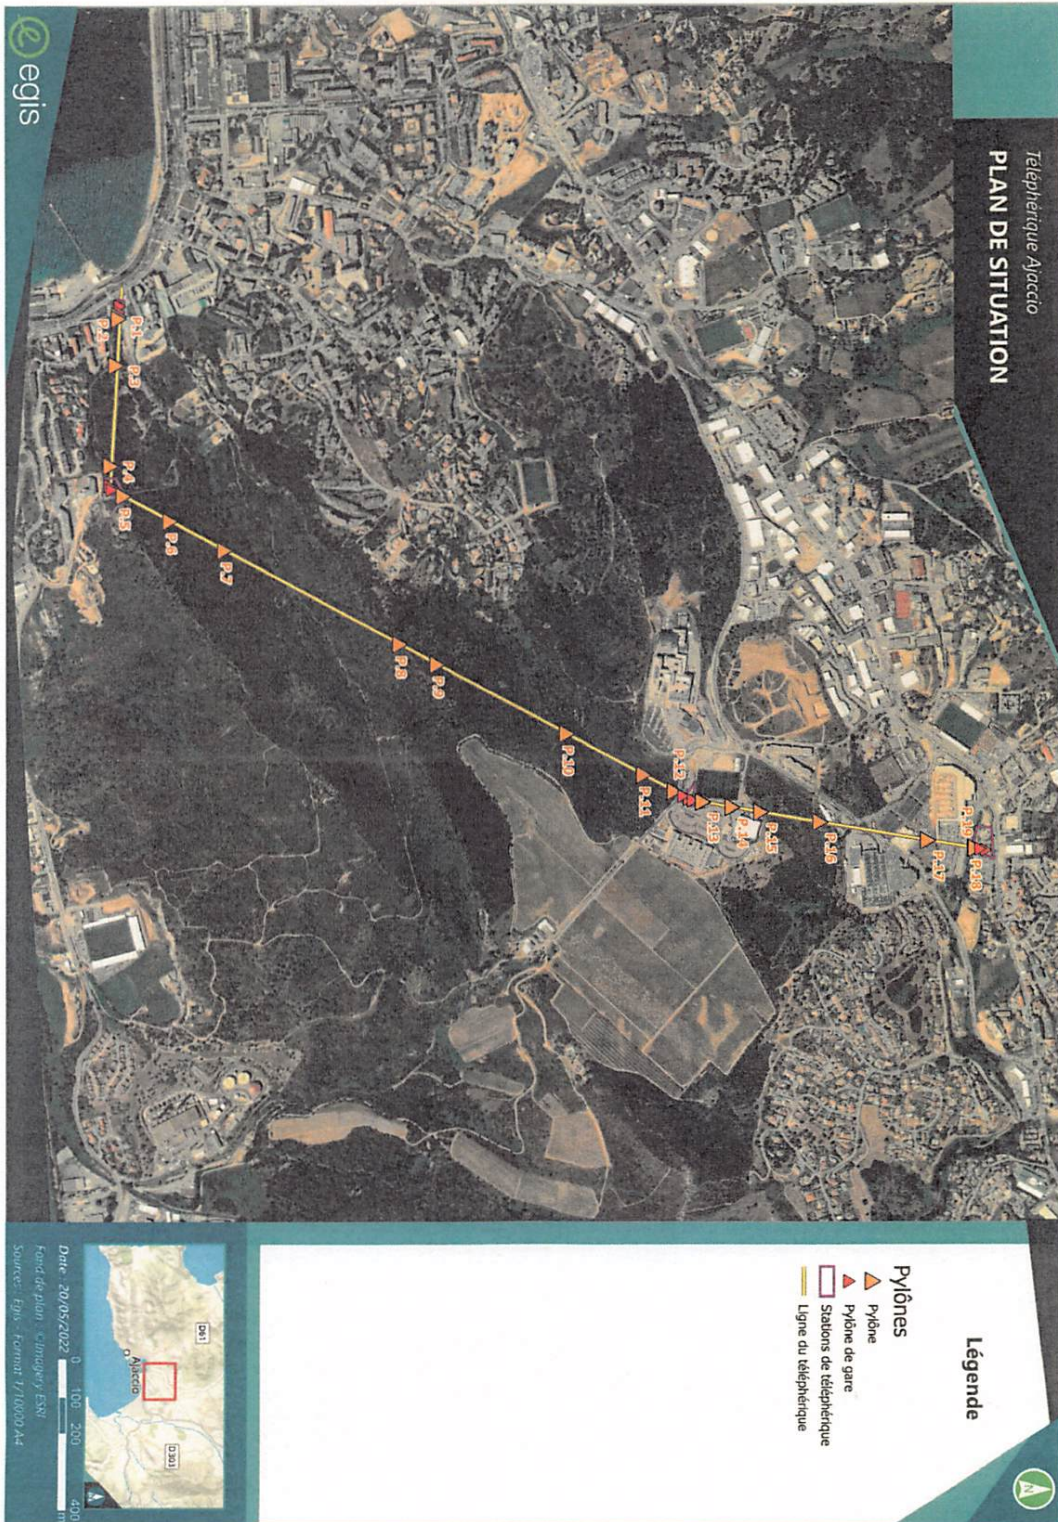 Téléphérique Ajaccio
PLAN DE SITUATION
P.1
P.2
P.3
P.4
P.5
P.6
P.7
P.8
P.9
P.10
P.11
P.12
P.13
P.14
P.15
P.16
P.17
P.18
P.19
Légende
Pylônes
Pylône
Pylône de gare
Stations de téléphérique
Ligne du téléphérique
N
D61
Ajaccio
D303
Date : 20/05/2022
0 100 200 400
m
Fond de plan : ©Imagery ESRI
Sources : Egis - Format 1/10000 A4
egis